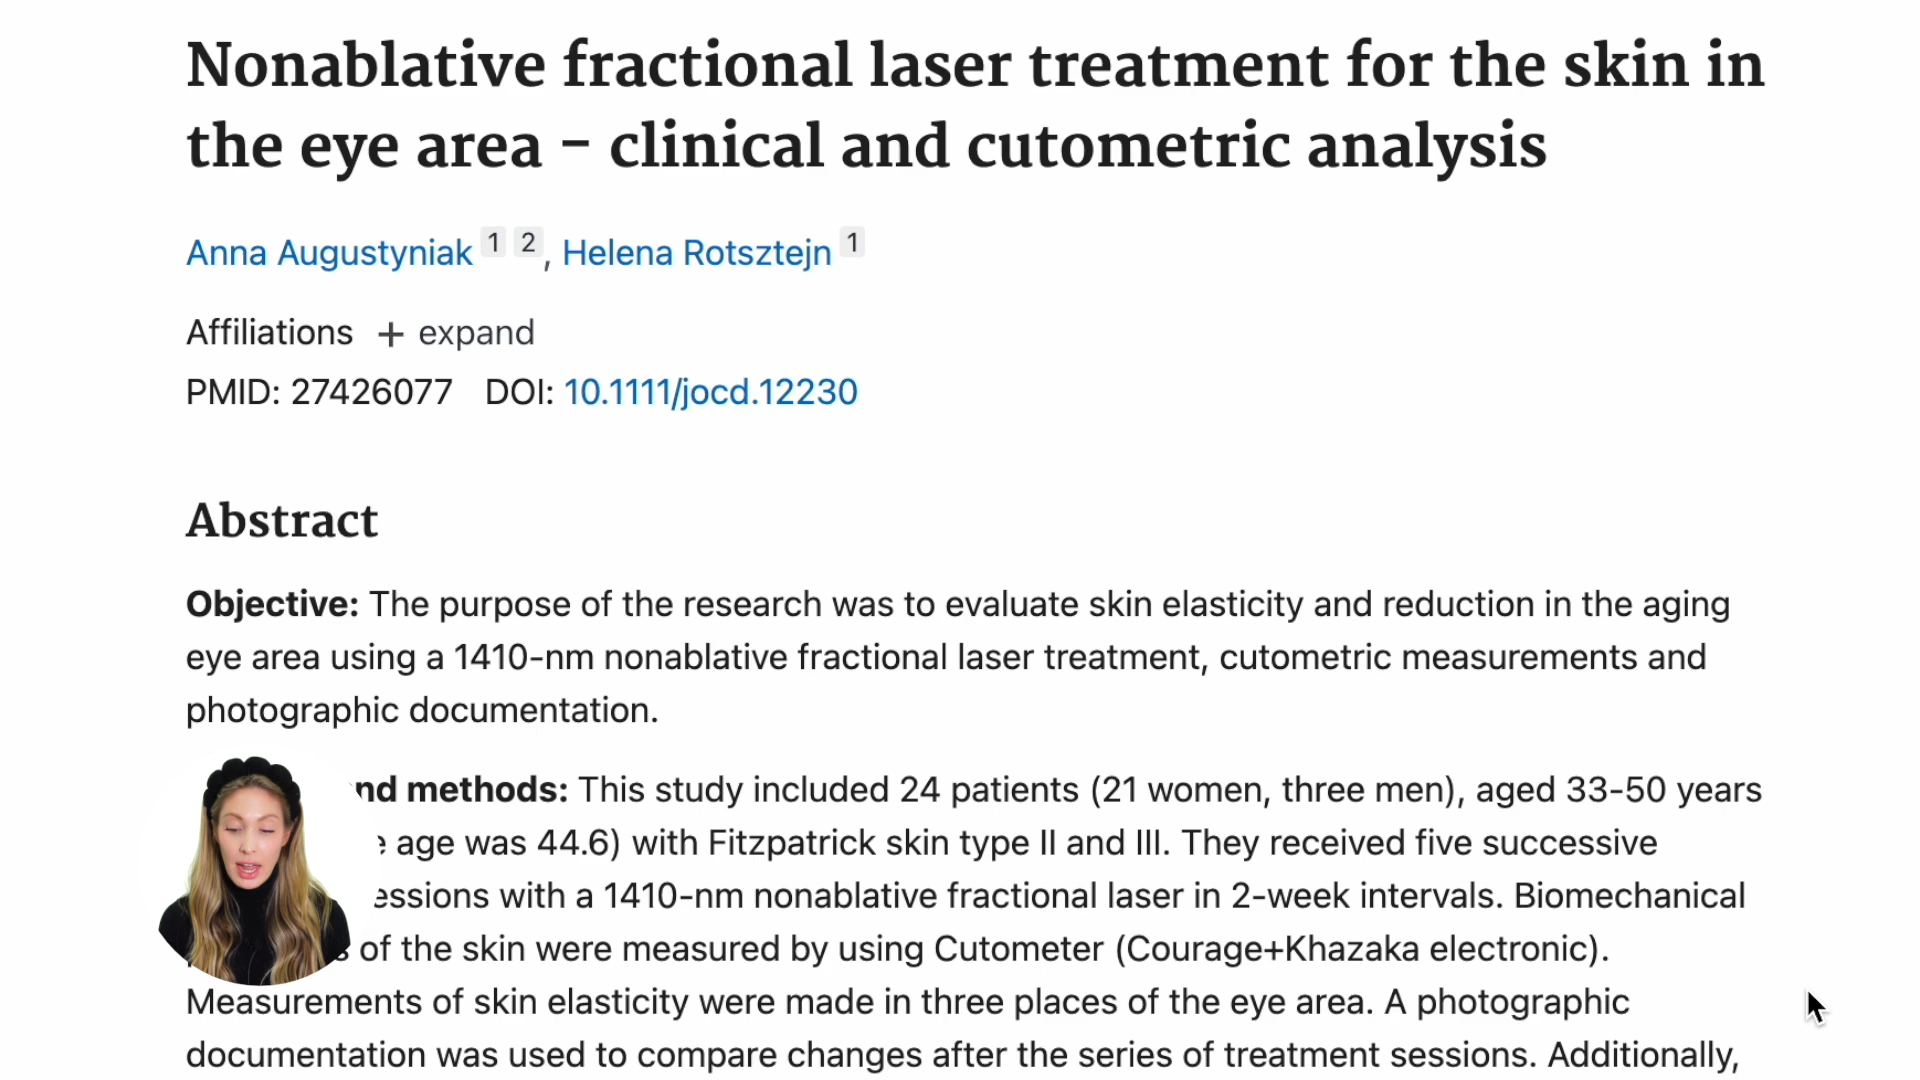 Nonablative fractional laser treatment for the skin in
the eye area - clinical and cutometric analysis
Anna Augustyniak 1 2 , Helena Rotsztejn 1
Affiliations + expand
PMID: 27426077 DOI: 10.1111/jocd.12230
Abstract
Objective: The purpose of the research was to evaluate skin elasticity and reduction in the aging
eye area using a 1410-nm nonablative fractional laser treatment, cutometric measurements and
photographic documentation.
nd methods: This study included 24 patients (21 women, three men), aged 33-50 years
age was 44.6) with Fitzpatrick skin type II and III. They received five successive
essions with a 1410-nm nonablative fractional laser in 2-week intervals. Biomechanical
of the skin were measured by using Cutometer (Courage+Khazaka electronic).
Measurements of skin elasticity were made in three places of the eye area. A photographic
documentation was used to compare changes after the series of treatment sessions. Additionally,